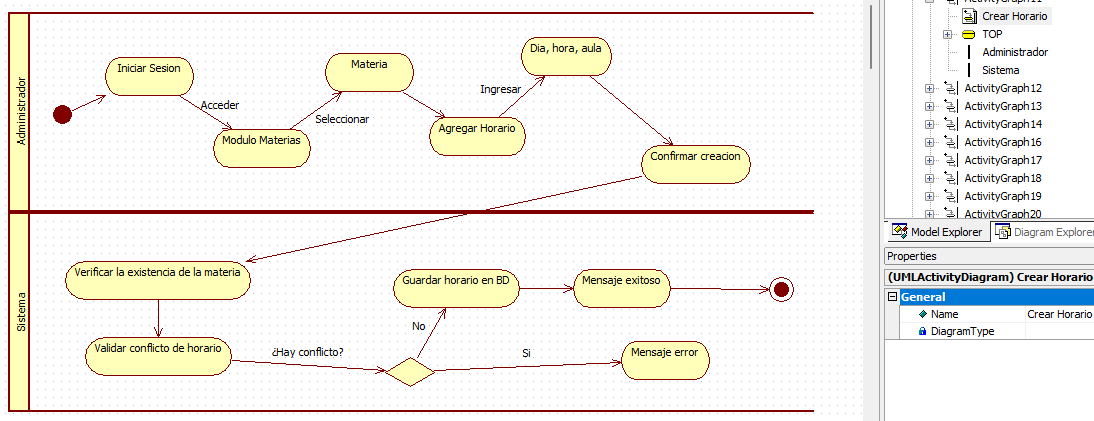 Administrador
Iniciar Sesion
Acceder
Modulo Materias
Seleccionar
Materia
Agregar Horario
Ingresar
Dia, hora, aula
Confirmar creacion
Sistema
Verificar la existencia de la materia
Validar conflicto de horario
¿Hay conflicto?
No
Guardar horario en BD
Mensaje exitoso
Si
Mensaje error
ActivityGraph11
Crear Horario
TOP
Administrador
Sistema
ActivityGraph12
ActivityGraph13
ActivityGraph14
ActivityGraph16
ActivityGraph17
ActivityGraph18
ActivityGraph19
ActivityGraph20
Model Explorer
Diagram Explorer
Properties
(UMLActivityDiagram) Crear Horario
General
Name Crear Horario
DiagramType